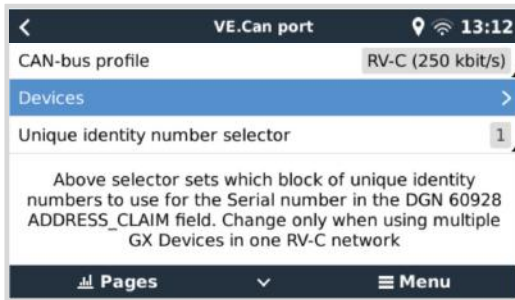 VE.Can port 13:12
CAN-bus profile RV-C (250 kbit/s)
Devices
Unique identity number selector 1
Above selector sets which block of unique identity
numbers to use for the Serial number in the DGN 60928
ADDRESS_CLAIM field. Change only when using multiple
GX Devices in one RV-C network
Pages Menu